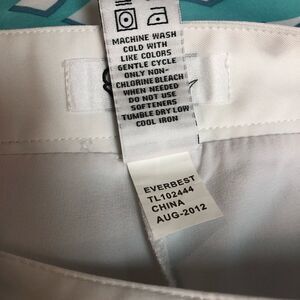 MACHINE WASH
COLD WITH
LIKE COLORS
GENTLE CYCLE
ONLY NON-
CHLORINE BLEACH
WHEN NEEDED
DO NOT USE
SOFTENERS
TUMBLE DRY LOW
COOL IRON
EVERBEST
TL102444
CHINA
AUG-2012